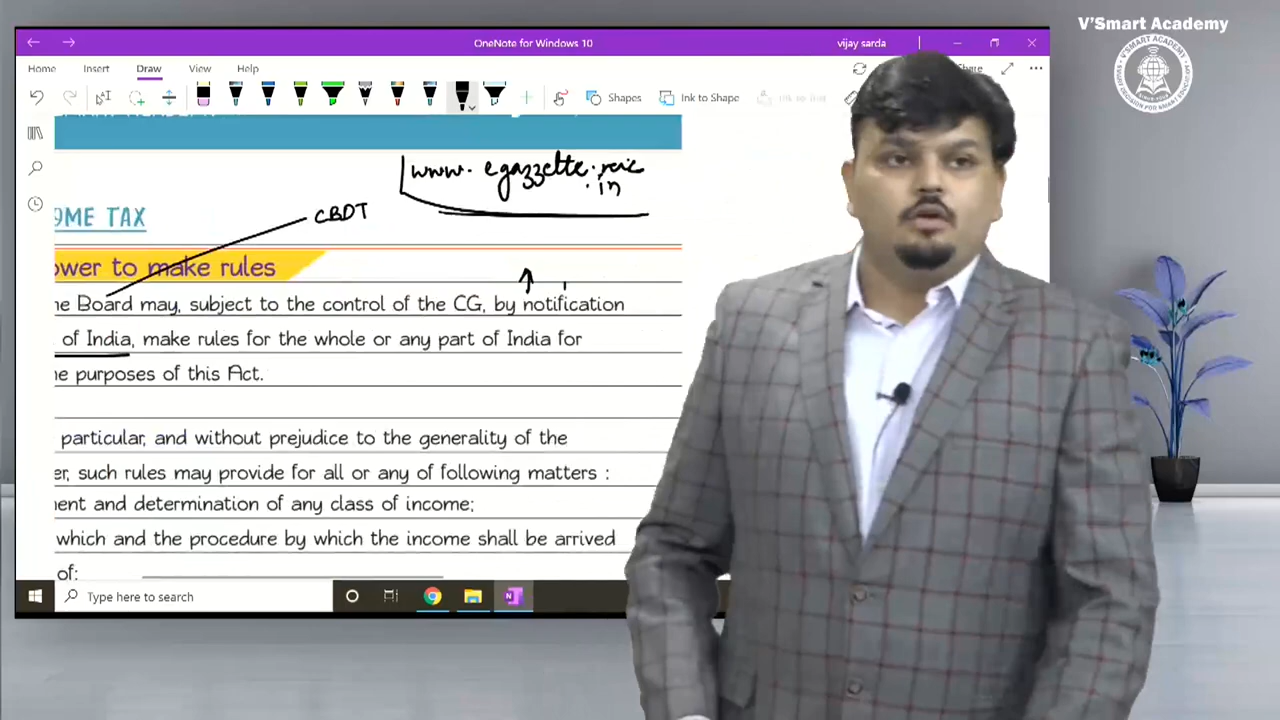 V'Smart Academy
OneNote for Windows 10
vijay sarda
Home Insert Draw View Help
Share
Shapes
Ink to Shape
Ink to Text
www. egazzette.
.in
OME TAX
CBDT
ower to make rules
ne Board may, subject to the control of the CG, by notification
of India, make rules for the whole or any part of India for
ne purposes of this Act.
particular, and without prejudice to the generality of the
er, such rules may provide for all or any of following matters :
nent and determination of any class of income;
which and the procedure by which the income shall be arrived
of:
Type here to search